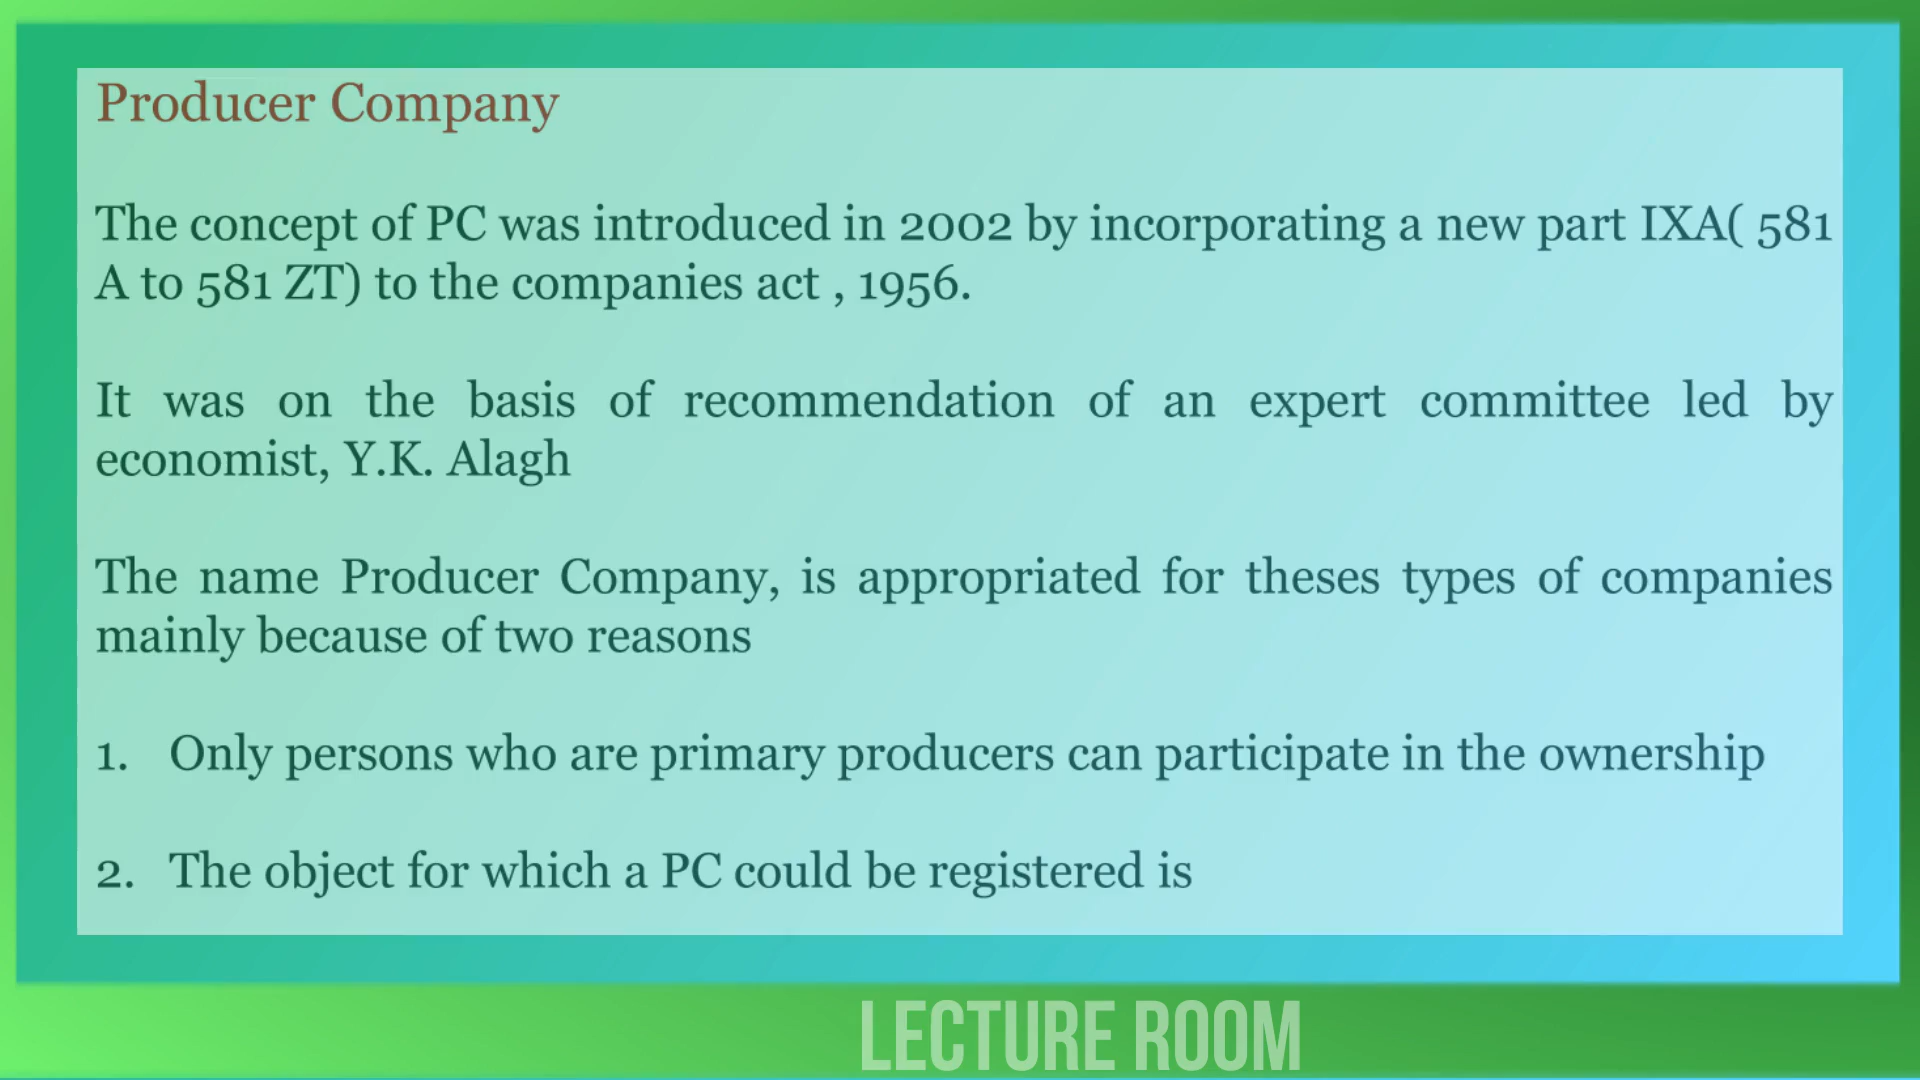 Producer Company
The concept of PC was introduced in 2002 by incorporating a new part IXA( 581
A to 581 ZT) to the companies act , 1956.
It was on the basis of recommendation of an expert committee led by
economist, Y.K. Alagh
The name Producer Company, is appropriated for theses types of companies
mainly because of two reasons
1. Only persons who are primary producers can participate in the ownership
2. The object for which a PC could be registered is
LECTURE ROOM